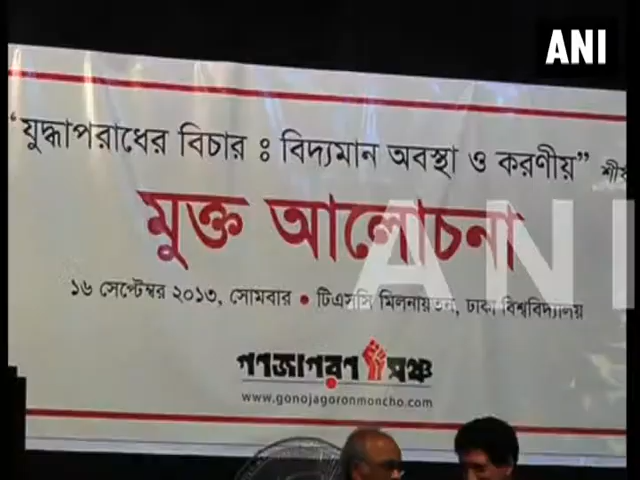 ANI
“যুদ্ধাপরাধের বিচার : বিদ্যমান অবস্থা ও করণীয়”
মুক্ত আলোচনা
ANI
১৬ সেপ্টেম্বর ২০১৩, সোমবার ● টিএসসি মিলনায়তন, ঢাকা বিশ্ববিদ্যালয়
গণজাগরণ মঞ্চ
www.gonojagoronmoncho.com